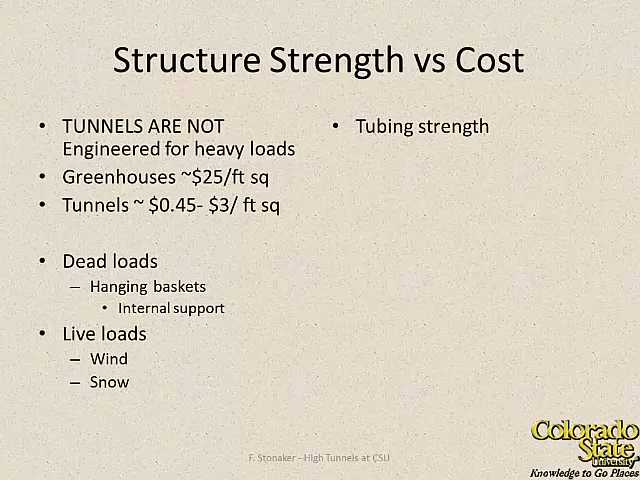 Structure Strength vs Cost
• TUNNELS ARE NOT
Engineered for heavy loads
• Greenhouses ~$25/ft sq
• Tunnels ~ $0.45- $3/ ft sq
• Dead loads
– Hanging baskets
• Internal support
• Live loads
– Wind
– Snow
• Tubing strength
F. Stonaker - High Tunnels at CSU
Colorado
State
University
Knowledge to Go Places